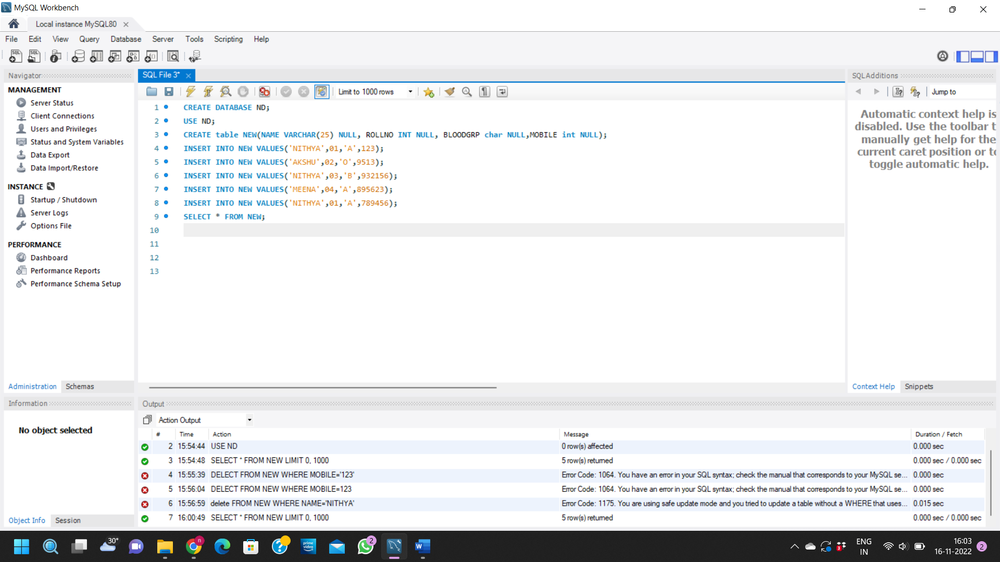 MySQL Workbench
Local instance MySQL80
File Edit View Query Database Server Tools Scripting Help
Navigator
MANAGEMENT
Server Status
Client Connections
Users and Privileges
Status and System Variables
Data Export
Data Import/Restore
INSTANCE
Startup / Shutdown
Server Logs
Options File
PERFORMANCE
Dashboard
Performance Reports
Performance Schema Setup
Administration Schemas
SQL File 3*
Limit to 1000 rows
1 CREATE DATABASE ND;
2 USE ND;
3 CREATE table NEW(NAME VARCHAR(25) NULL, ROLLNO INT NULL, BLOODGRP char NULL,MOBILE int NULL);
4 INSERT INTO NEW VALUES('NITHYA',01,'A',123);
5 INSERT INTO NEW VALUES('AKSHU',02,'O',9513);
6 INSERT INTO NEW VALUES('NITHYA',03,'B',932156);
7 INSERT INTO NEW VALUES('MEENA',04,'A',895623);
8 INSERT INTO NEW VALUES('NITHYA',01,'A',789456);
9 SELECT * FROM NEW;
10
11
12
13
SQLAdditions
Jump to
Automatic context help is
disabled. Use the toolbar t
manually get help for the
current caret position or to
toggle automatic help.
Context Help Snippets
Information
No object selected
Object Info Session
Output
Action Output
# Time Action Message Duration / Fetch
2 15:54:44 USE ND 0 row(s) affected 0.000 sec
3 15:54:48 SELECT * FROM NEW LIMIT 0, 1000 5 row(s) returned 0.000 sec / 0.000 sec
4 15:55:39 DELECT FROM NEW WHERE MOBILE='123' Error Code: 1064. You have an error in your SQL syntax; check the manual that corresponds to your MySQL se... 0.000 sec
5 15:56:04 DELECT FROM NEW WHERE MOBILE=123 Error Code: 1064. You have an error in your SQL syntax; check the manual that corresponds to your MySQL se... 0.000 sec
6 15:56:59 delete FROM NEW WHERE NAME='NITHYA' Error Code: 1175. You are using safe update mode and you tried to update a table without a WHERE that uses... 0.015 sec
7 16:00:49 SELECT * FROM NEW LIMIT 0, 1000 5 row(s) returned 0.000 sec / 0.000 sec
30°
n
prime video
2
W
3
ENG
IN
16:03
16-11-2022
2